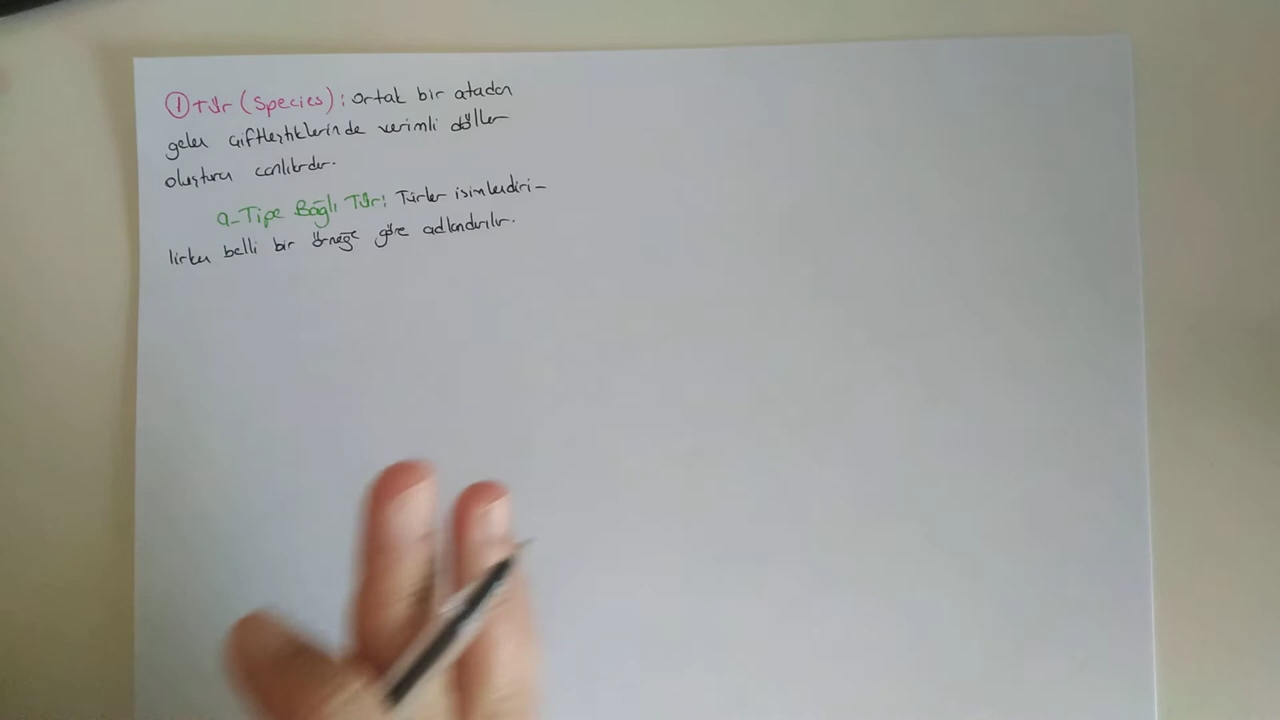 ① Tür (Species): Ortak bir atadan
gelen çiftleştiklerinde verimli döller
oluşturan canlılardır.
a-Tipe Bağlı Tür: Türler isimlendiri-
lirken belli bir örneğe göre adlandırılır.